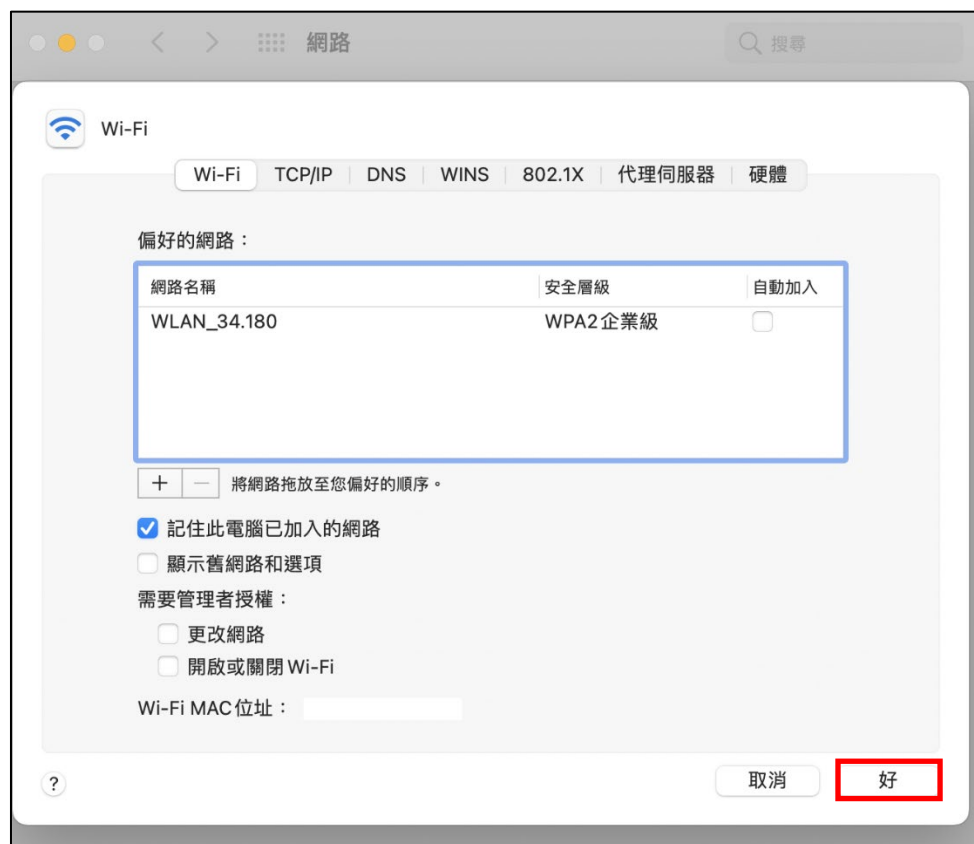 網路
搜尋
Wi-Fi
Wi-Fi TCP/IP DNS WINS 802.1X 代理伺服器 硬體
偏好的網路：
網路名稱 安全層級 自動加入
WLAN_34.180 WPA2企業級
+ − 將網路拖放至您偏好的順序。
記住此電腦已加入的網路
顯示舊網路和選項
需要管理者授權：
更改網路
開啟或關閉 Wi-Fi
Wi-Fi MAC位址：
? 取消 好